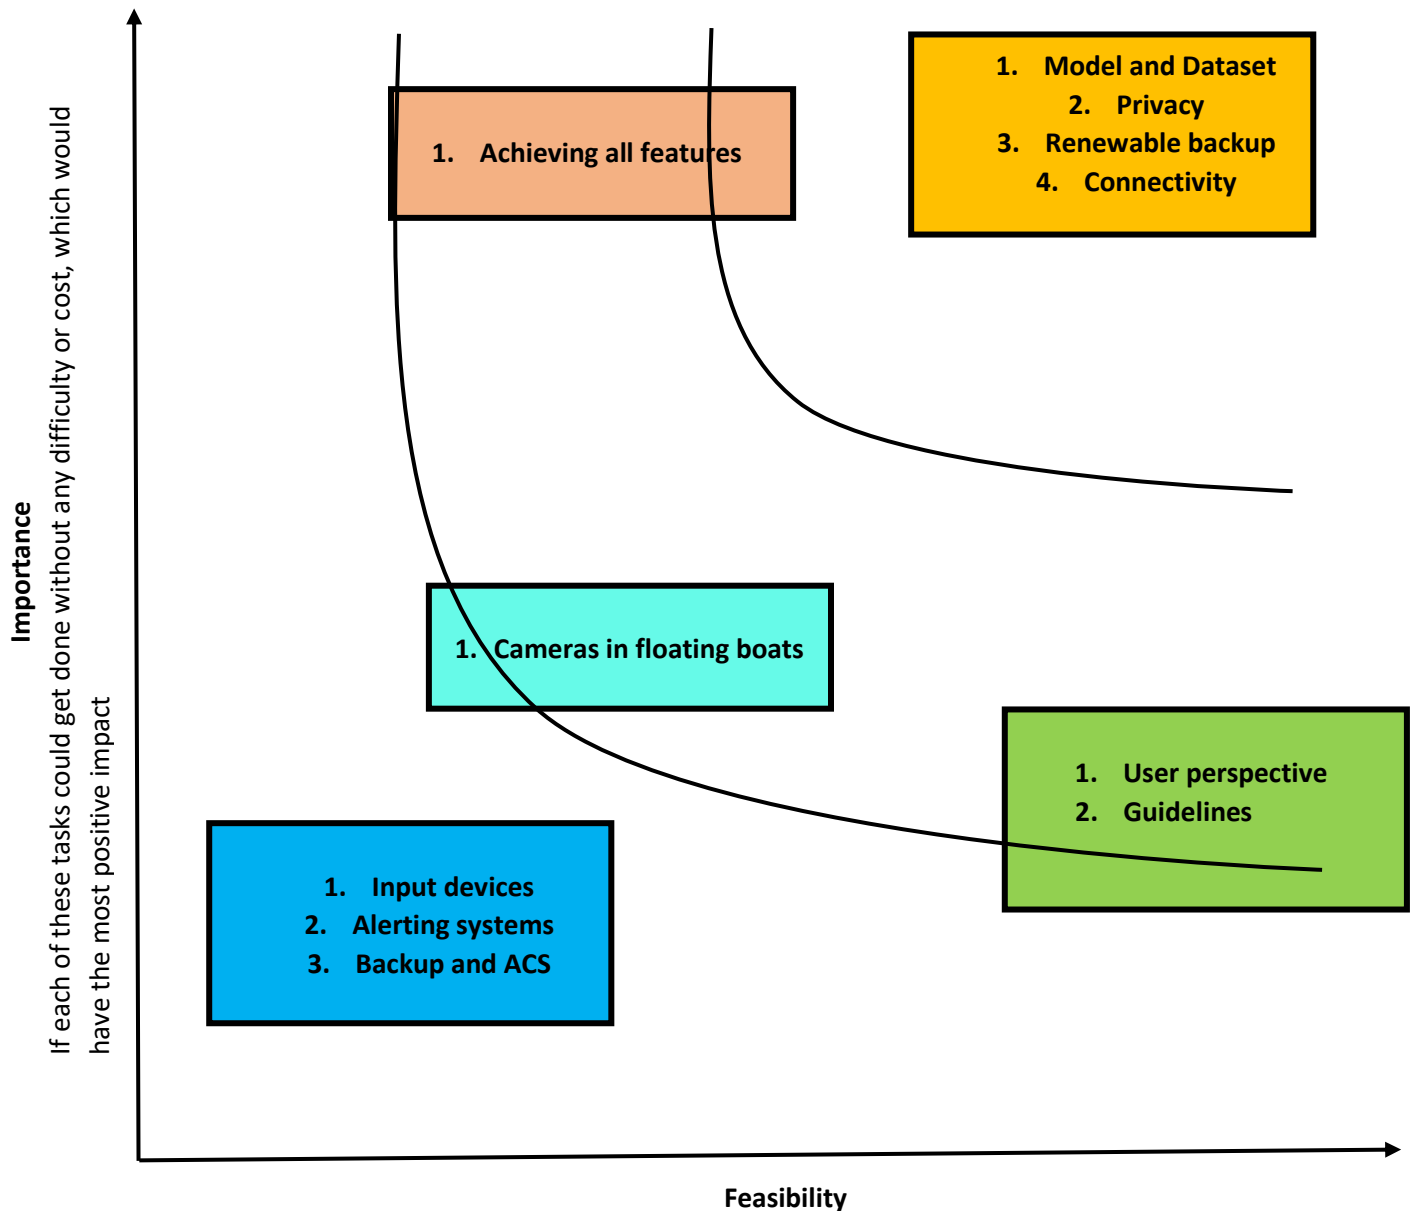 Importance
If each of these tasks could get done without any difficulty or cost, which would
have the most positive impact
1. Achieving all features
1. Model and Dataset
2. Privacy
3. Renewable backup
4. Connectivity
1. Cameras in floating boats
1. User perspective
2. Guidelines
1. Input devices
2. Alerting systems
3. Backup and ACS
Feasibility